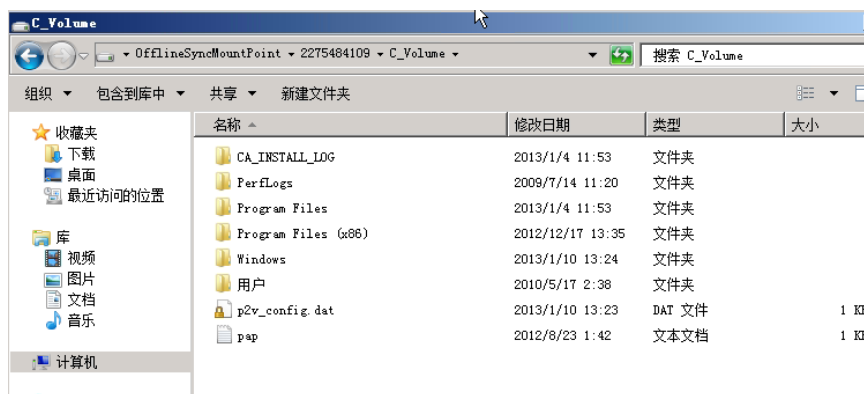 C_Volume
OfflineSyncMountPoint 2275484109 C_Volume 搜索 C_Volume
组织 包含到库中 共享 新建文件夹
收藏夹
下载
桌面
最近访问的位置
库
视频
图片
文档
音乐
计算机
名称 修改日期 类型 大小
CA_INSTALL_LOG 2013/1/4 11:53 文件夹
PerfLogs 2009/7/14 11:20 文件夹
Program Files 2013/1/4 11:53 文件夹
Program Files (x86) 2012/12/17 13:35 文件夹
Windows 2013/1/10 13:24 文件夹
用户 2010/5/17 2:38 文件夹
p2v_config.dat 2013/1/10 13:23 DAT 文件 1
pap 2012/8/23 1:42 文本文档 1